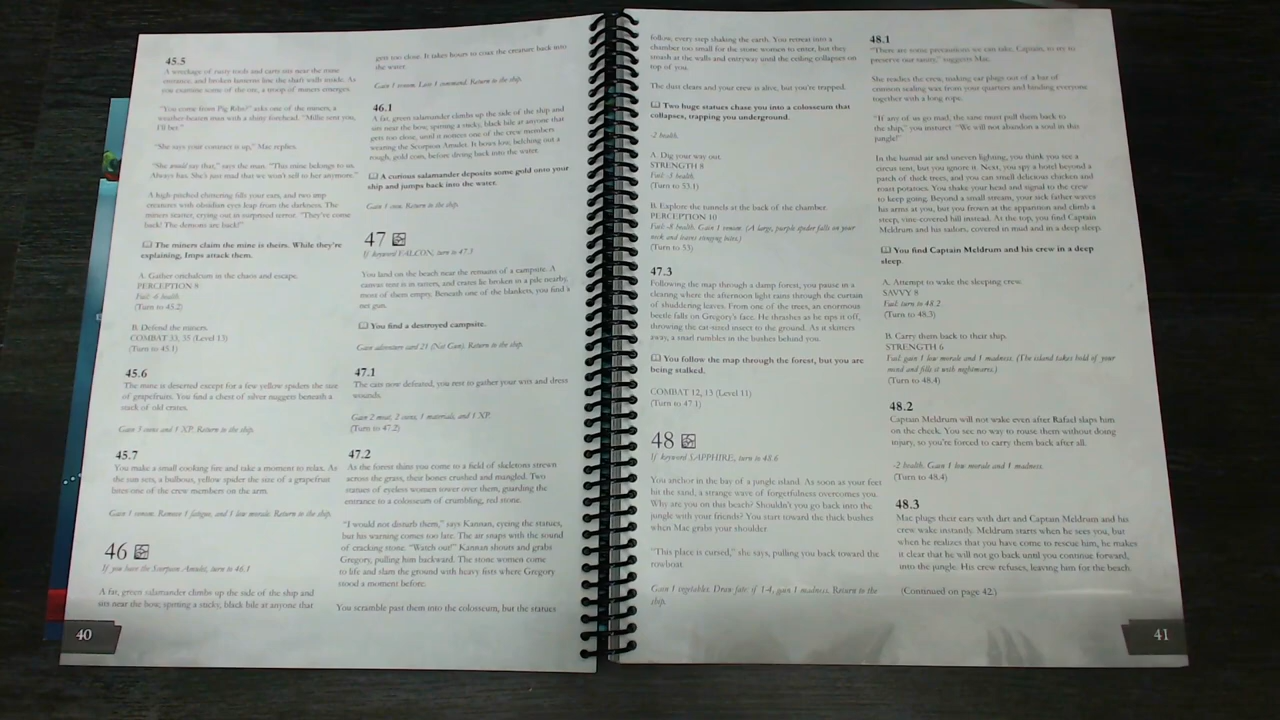 45.5
A wreckage of rusty tools and carts sits near the mine
entrance, and broken lanterns line the shaft walls inside. As
you examine some of the ore, a troop of miners emerges.
"You come from Pig Ribs?" asks one of the miners, a
weather-beaten man with a shiny forehead. "Millie sent you,
I'll bet."
"She says your contract is up," Mac replies.
"She would say that," says the man. "This mine belongs to us.
Always has. She's just mad that we won't sell to her anymore."
A high-pitched chittering fills your ears, and two imp
creatures with obsidian eyes leap from the darkness. The
miners scatter, crying out in surprised terror. "They've come
back! The demons are back!"
The miners claim the mine is theirs. While they're
explaining, Imps attack them.
A. Gather orichalcum in the chaos and escape.
PERCEPTION 8
Fail: -6 health.
(Turn to 45.2)
B. Defend the miners.
COMBAT 33, 35 (Level 13)
(Turn to 45.1)
45.6
The mine is deserted except for a few yellow spiders the size
of grapefruits. You find a chest of silver nuggets beneath a
stack of old crates.
Gain 3 coins and 1 XP. Return to the ship.
45.7
You make a small cooking fire and take a moment to relax. As
the sun sets, a bulbous, yellow spider the size of a grapefruit
bites one of the crew members on the arm.
Gain 1 venom. Remove 1 fatigue, and 1 low morale. Return to the ship.
46
If you have the Scorpion Amulet, turn to 46.1
A fat, green salamander climbs up the side of the ship and
sits near the bow, spitting a sticky, black bile at anyone that
gets too close. It takes hours to coax the creature back into
the water.
Gain 1 venom. Lose 1 command. Return to the ship.
46.1
A fat, green salamander climbs up the side of the ship and
sits near the bow, spitting a sticky, black bile at anyone that
gets too close, until it notices one of the crew members
wearing the Scorpion Amulet. It bows low, belching out a
rough, gold coin, before diving back into the water.
A curious salamander deposits some gold onto your
ship and jumps back into the water.
Gain 1 coin. Return to the ship.
47
If keyword FALCON, turn to 47.3
You land on the beach near the remains of a campsite. A
canvas tent is in tatters, and crates lie broken in a pile nearby,
most of them empty. Beneath one of the blankets, you find a
net gun.
You find a destroyed campsite.
Gain adventure card 21 (Net Gun). Return to the ship.
47.1
The cats now defeated, you rest to gather your wits and dress
wounds.
Gain 2 meat, 2 coins, 1 materials, and 1 XP.
(Turn to 47.2)
47.2
As the forest thins you come to a field of skeletons strewn
across the grass, their bones crushed and mangled. Two
statues of eyeless women tower over them, guarding the
entrance to a colosseum of crumbling, red stone.
"I would not disturb them," says Kannan, eyeing the statues,
but his warning comes too late. The air snaps with the sound
of cracking stone. "Watch out!" Kannan shouts and grabs
Gregory, pulling him backward. The stone women come
to life and slam the ground with heavy fists where Gregory
stood a moment before.
You scramble past them into the colosseum, but the statues
40
follow, every step shaking the earth. You retreat into a
chamber too small for the stone women to enter, but they
smash at the walls and entryway until the ceiling collapses on
top of you.
The dust clears and your crew is alive, but you're trapped.
Two huge statues chase you into a colosseum that
collapses, trapping you underground.
-2 health.
A. Dig your way out.
STRENGTH 8
Fail: -3 health.
(Turn to 53.1)
B. Explore the tunnels at the back of the chamber.
PERCEPTION 10
Fail: -8 health. Gain 1 venom. (A large, purple spider falls on your
neck and leaves stinging bites.)
(Turn to 53)
47.3
Following the map through a damp forest, you pause in a
clearing where the afternoon light rains through the curtain
of shuddering leaves. From one of the trees, an enormous
beetle falls on Gregory's face. He thrashes as he rips it off,
throwing the cat-sized insect to the ground. As it skitters
away, a snarl rumbles in the bushes behind you.
You follow the map through the forest, but you are
being stalked.
COMBAT 12, 13 (Level 11)
(Turn to 47.1)
48
If keyword SAPPHIRE, turn to 48.6
You anchor in the bay of a jungle island. As soon as your feet
hit the sand, a strange wave of forgetfulness overcomes you.
Why are you on this beach? Shouldn't you go back into the
jungle with your friends? You start toward the thick bushes
when Mac grabs your shoulder.
"This place is cursed," she says, pulling you back toward the
rowboat.
Gain 1 vegetables. Draw fate: if 1-4, gain 1 madness. Return to the
ship.
48.1
"There are some precautions we can take, Captain, to try to
preserve our sanity," suggests Mac.
She readies the crew, making ear plugs out of a bit of
common sealing wax from your quarters and binding everyone
together with a long rope.
"If any of us go mad, the sane must pull them back to
the ship," you instruct. "We will not abandon a soul in this
jungle!"
In the humid air and uneven lighting, you think you see a
circus tent, but you ignore it. Next, you spy a hotel beyond a
patch of thick trees, and you can smell delicious chicken and
roast potatoes. You shake your head and signal to the crew
to keep going. Beyond a small stream, your sick father waves
his arms at you, but you frown at the apparition and climb a
steep, vine-covered hill instead. At the top, you find Captain
Meldrum and his sailors, covered in mud and in a deep sleep.
You find Captain Meldrum and his crew in a deep
sleep.
A. Attempt to wake the sleeping crew.
SAVVY 8
Fail: turn to 48.2
(Turn to 48.3)
B. Carry them back to their ship.
STRENGTH 6
Fail: gain 1 low morale and 1 madness. (The island takes hold of your
mind and fills it with nightmares.)
(Turn to 48.4)
48.2
Captain Meldrum will not wake even after Rafael slaps him
on the cheek. You see no way to rouse them without doing
injury, so you're forced to carry them back after all.
-2 health. Gain 1 low morale and 1 madness.
(Turn to 48.4)
48.3
Mac plugs their ears with dirt and Captain Meldrum and his
crew wake instantly. Meldrum starts when he sees you, but
when he realizes that you have come to rescue him, he makes
it clear that he will not go back until you continue forward,
into the jungle. His crew refuses, leaving him for the beach.
(Continued on page 42.)
41